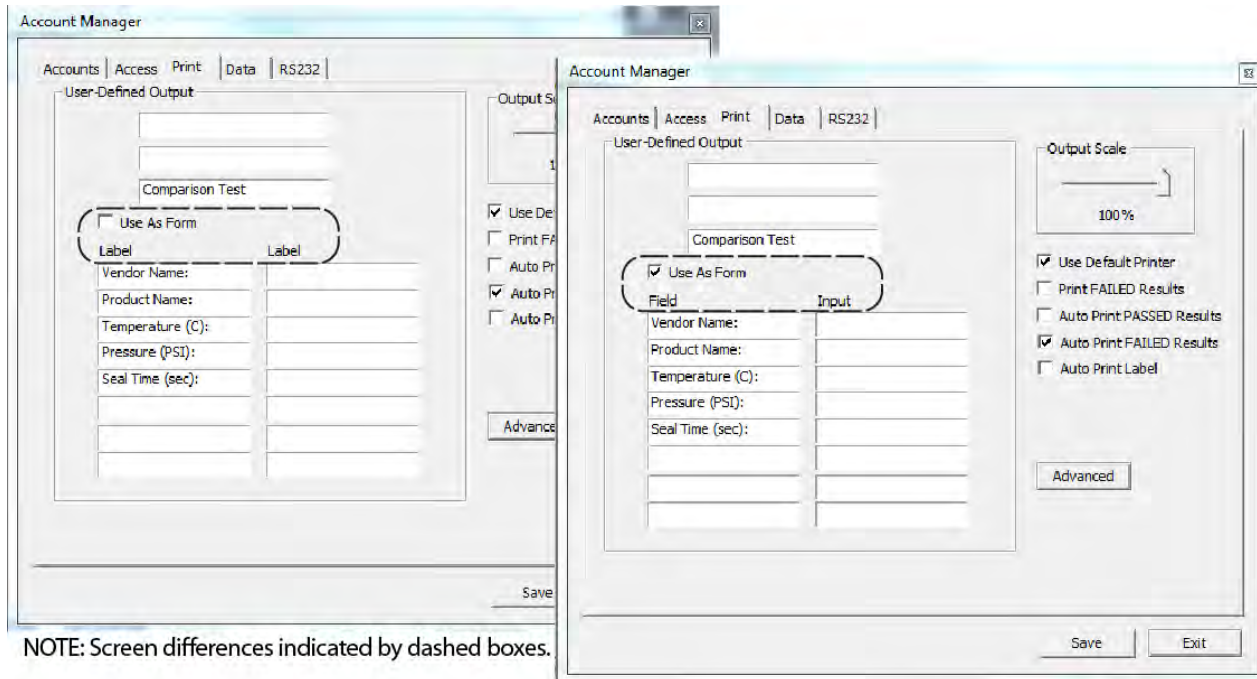 Account Manager
Accounts Access Print Data RS232
User-Defined Output
Output S
1
Comparison Test
Use As Form
Label Label
Vendor Name:
Product Name:
Temperature (C):
Pressure (PSI):
Seal Time (sec):
Use De
Print FA
Auto Pr
Auto Pr
Auto Pr
Advance
Save
NOTE: Screen differences indicated by dashed boxes.
Account Manager
Accounts Access Print Data RS232
User-Defined Output
Comparison Test
Use As Form
Field Input
Vendor Name:
Product Name:
Temperature (C):
Pressure (PSI):
Seal Time (sec):
Output Scale
100%
Use Default Printer
Print FAILED Results
Auto Print PASSED Results
Auto Print FAILED Results
Auto Print Label
Advanced
Save Exit